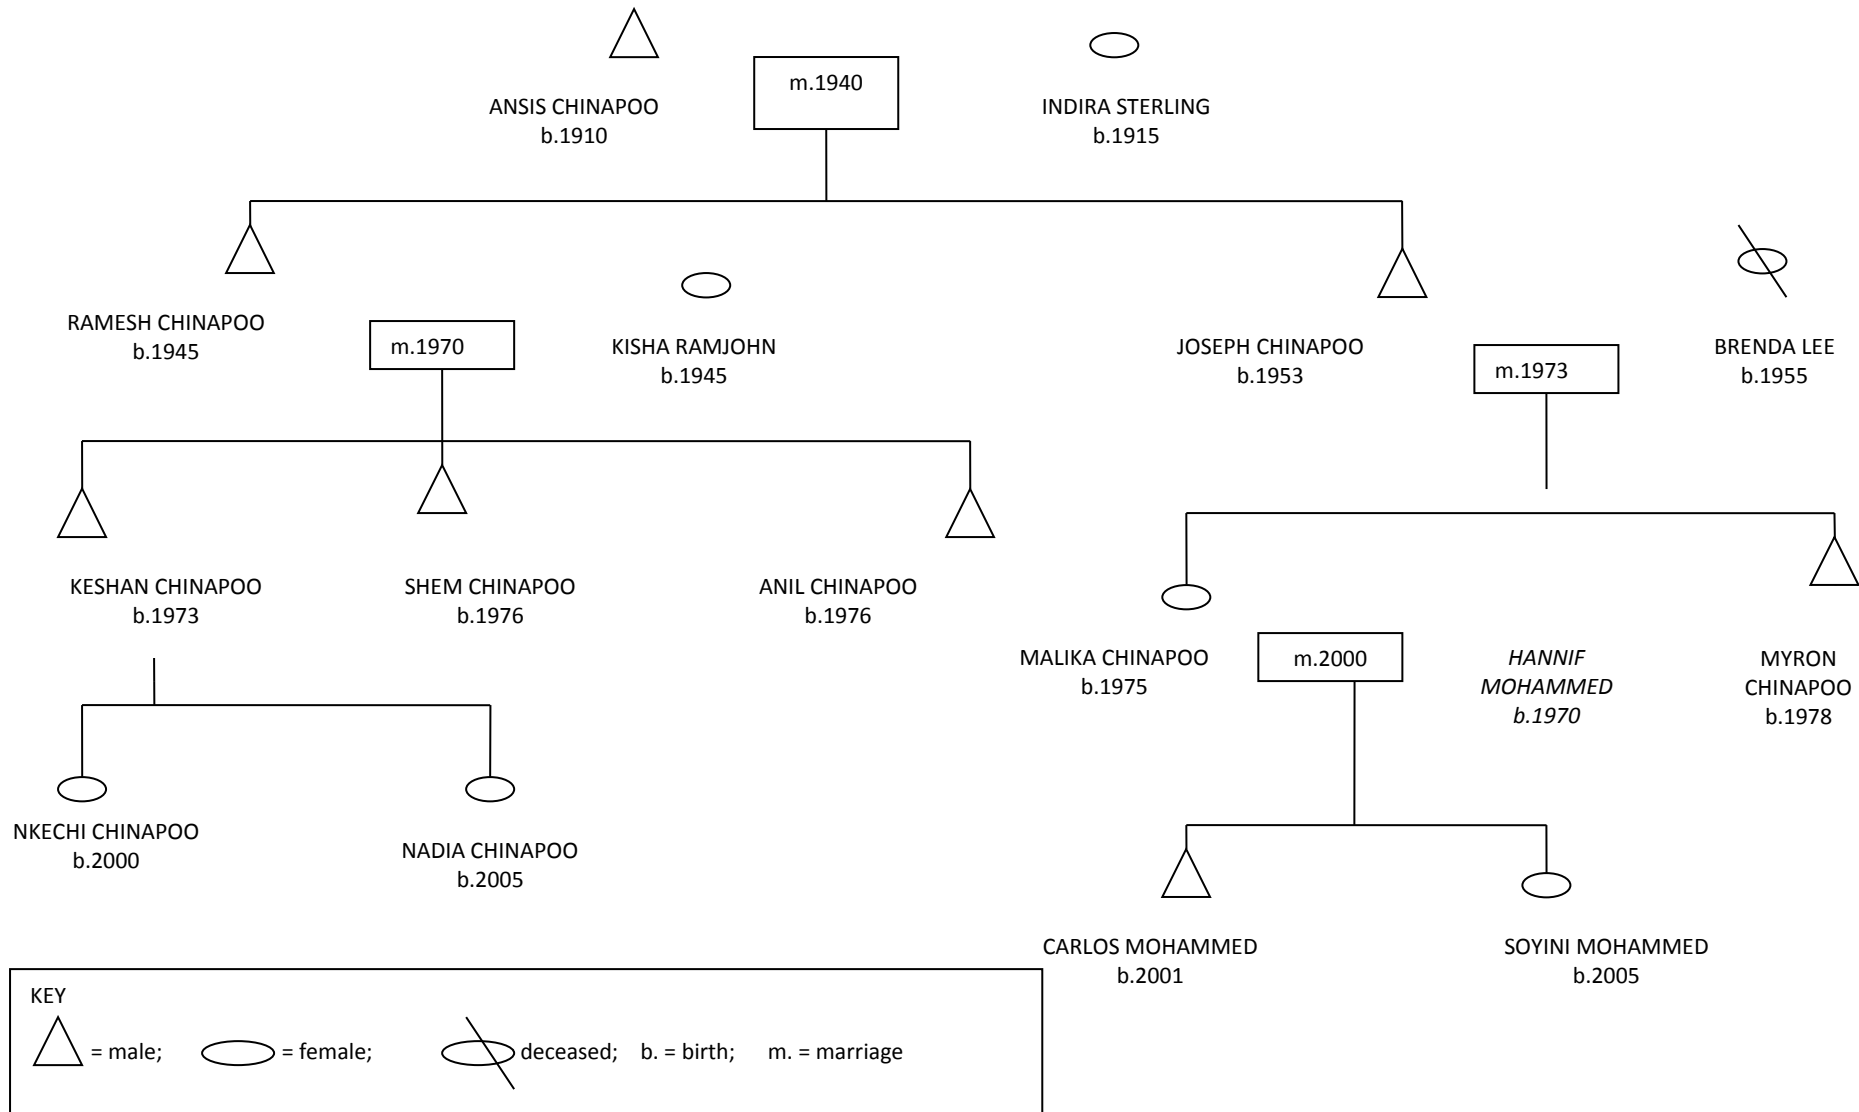 m.1940
ANSIS CHINAPOO
b.1910
INDIRA STERLING
b.1915
RAMESH CHINAPOO
b.1945
m.1970
KISHA RAMJOHN
b.1945
JOSEPH CHINAPOO
b.1953
m.1973
BRENDA LEE
b.1955
KESHAN CHINAPOO
b.1973
SHEM CHINAPOO
b.1976
ANIL CHINAPOO
b.1976
MALIKA CHINAPOO
b.1975
m.2000
HANNIF
MOHAMMED
b.1970
MYRON
CHINAPOO
b.1978
NKECHI CHINAPOO
b.2000
NADIA CHINAPOO
b.2005
CARLOS MOHAMMED
b.2001
SOYINI MOHAMMED
b.2005
KEY
= male; = female; deceased; b. = birth; m. = marriage